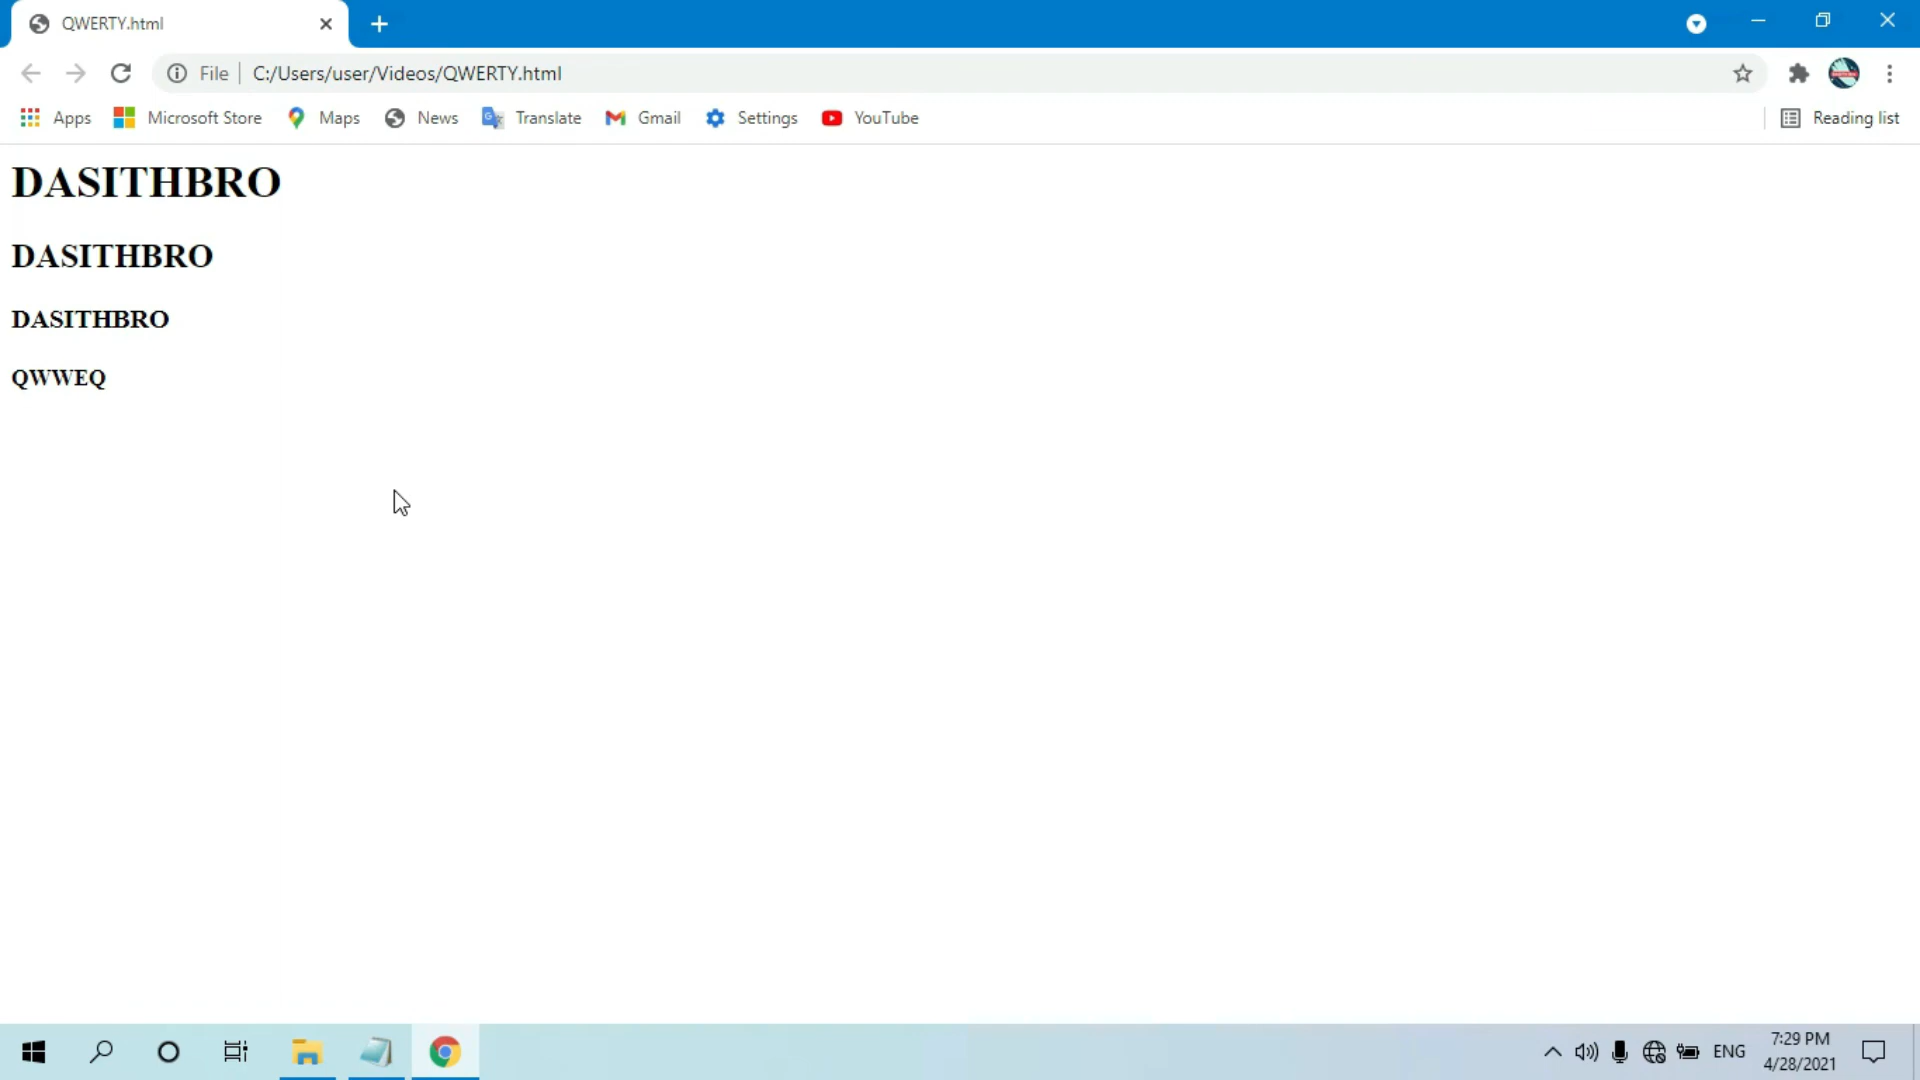 QWERTY.html
File C:/Users/user/Videos/QWERTY.html
Apps Microsoft Store Maps News Translate Gmail Settings YouTube Reading list
DASITHBRO
DASITHBRO
DASITHBRO
QWWEQ
ENG 7:29 PM
4/28/2021